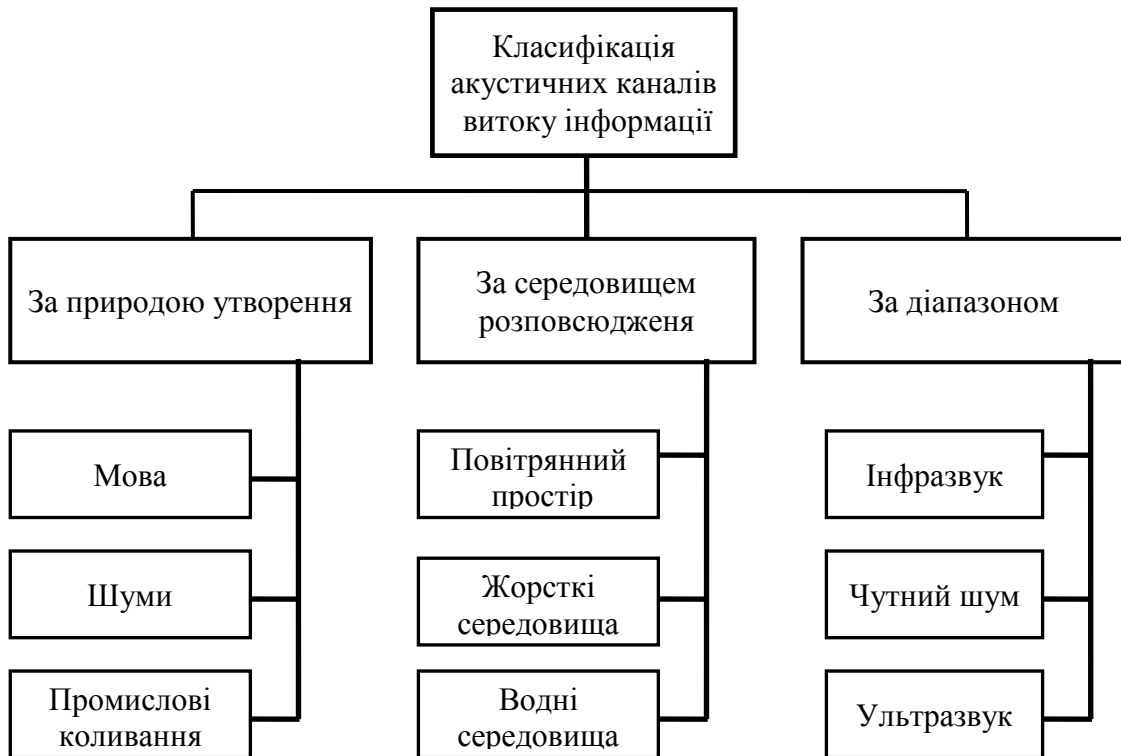 Класифікація
акустичних каналів
витоку інформації
За природою утворення
За середовищем
розповсюдженя
За діапазоном
Мова
Шуми
Промислові
коливання
Повітрянний
простір
Жорсткі
середовища
Водні
середовища
Інфразвук
Чутний шум
Ультразвук